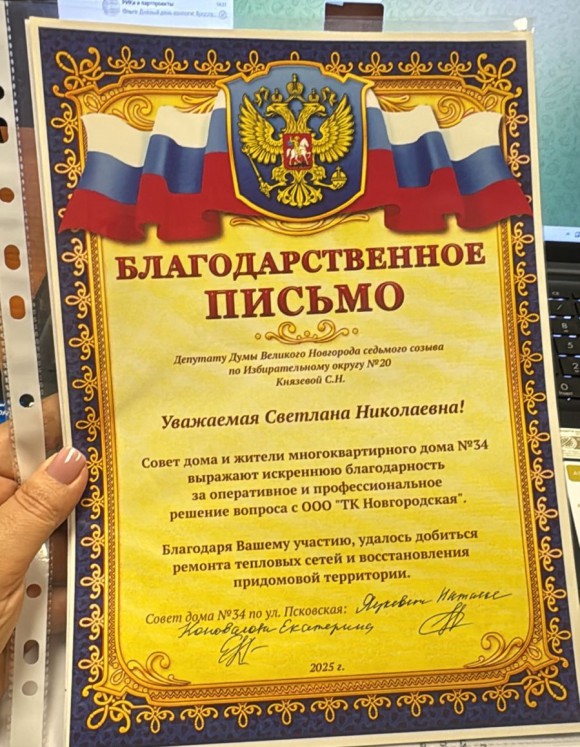 БЛАГОДАРСТВЕННОЕ
ПИСЬМО
Депутату Думы Великого Новгорода седьмого созыва
по Избирательному округу №20
Князевой С.Н.
Уважаемая Светлана Николаевна!
Совет дома и жители многоквартирного дома №34
выражают искреннюю благодарность
за оперативное и профессиональное
решение вопроса с ООО "ТК Новгородская".
Благодаря Вашему участию, удалось добиться
ремонта тепловых сетей и восстановления
придомовой территории.
Совет дома №34 по ул. Псковская:
Коновалова Екатерина
2025 г.